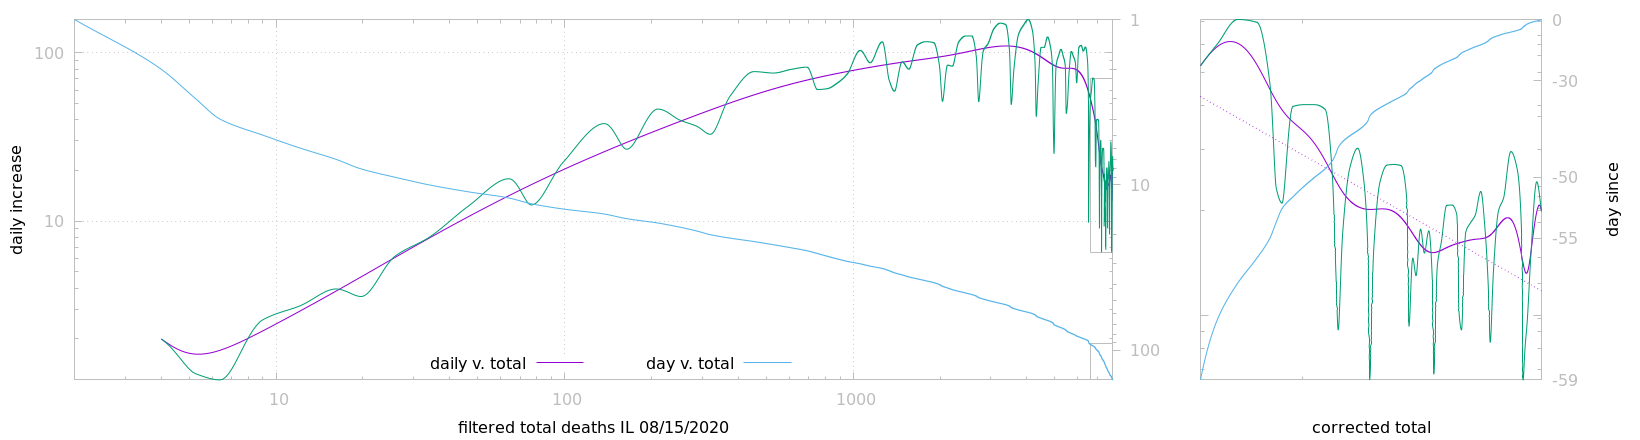 100
10
daily increase
10
100
1000
filtered total deaths IL 08/15/2020
daily v. total
day v. total
1
10
100
0
-30
-50
-55
-59
day since
corrected total